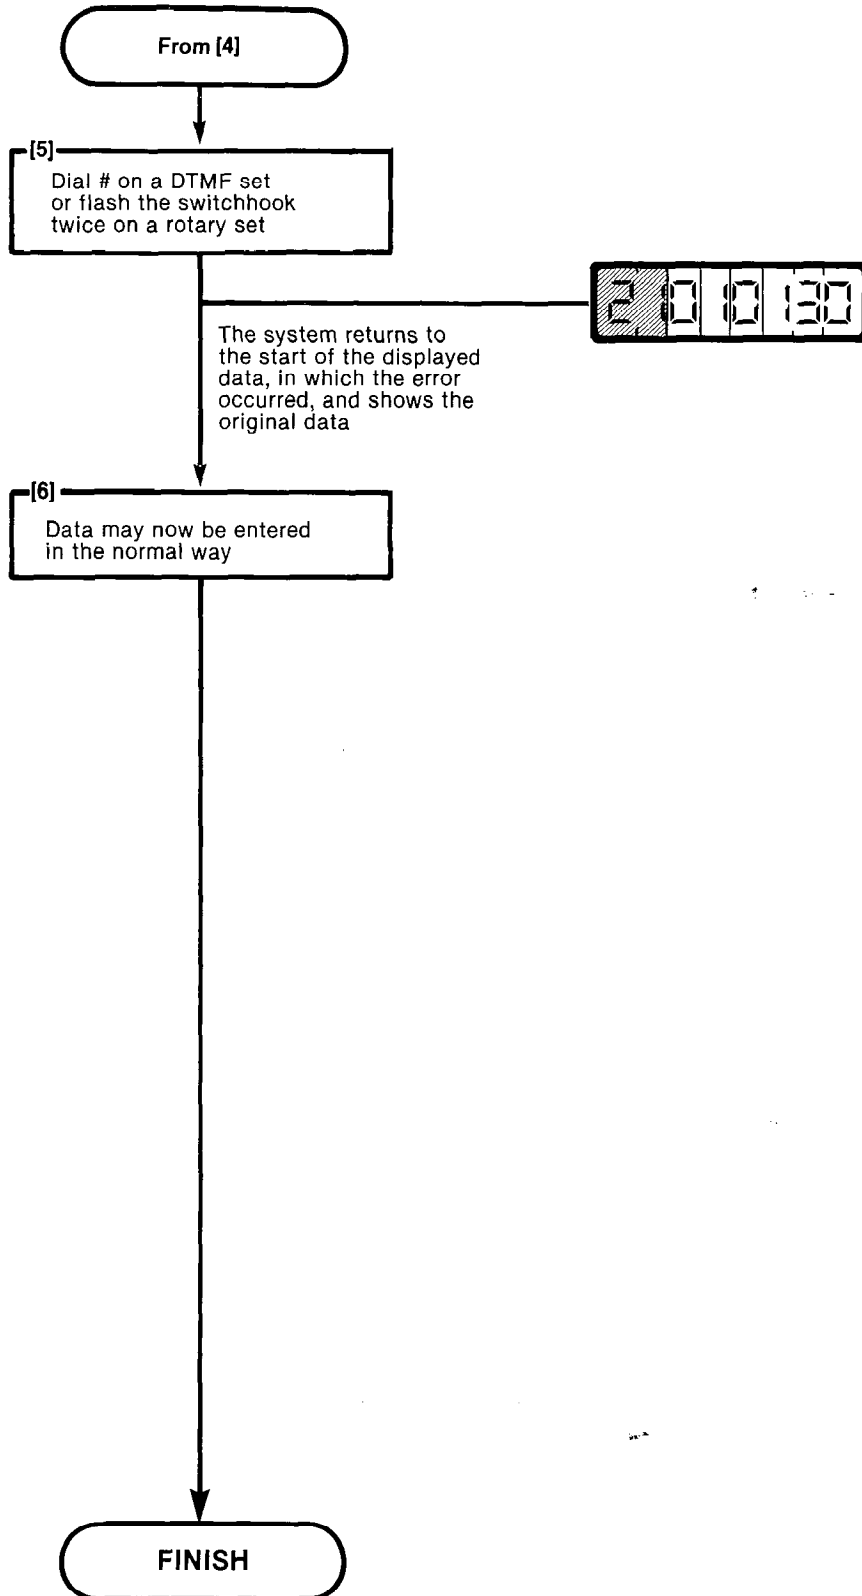 From [4]
[5]
Dial # on a DTMF set
or flash the switchhook
twice on a rotary set
2 10 10 130
The system returns to
the start of the displayed
data, in which the error
occurred, and shows the
original data
[6]
Data may now be entered
in the normal way
FINISH